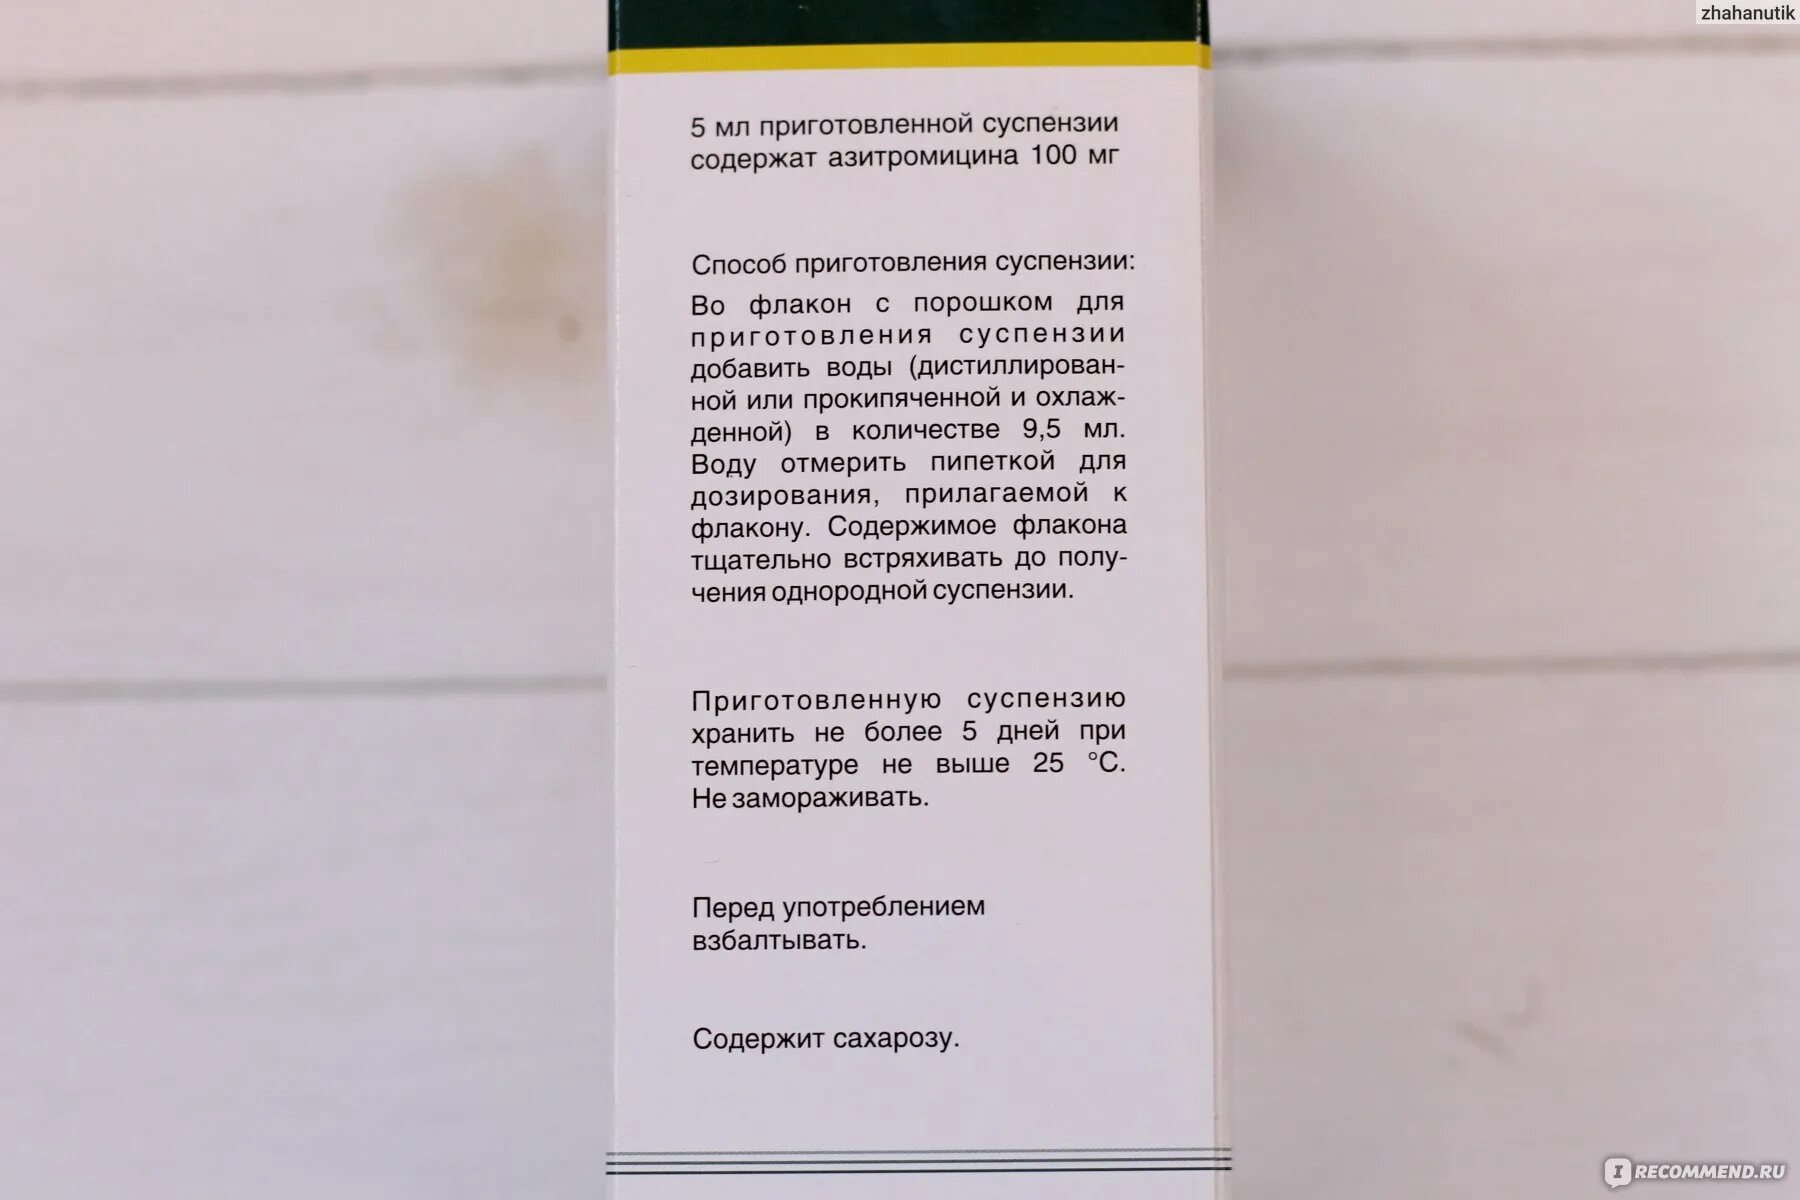 zhahanutik
5 мл приготовленной суспензии
содержат азитромицина 100 мг
Способ приготовления суспензии:
Во флакон с порошком для
приготовления суспензии
добавить воды (дистиллирован-
ной или прокипяченной и охлаж-
денной) в количестве 9,5 мл.
Воду отмерить пипеткой для
дозирования, прилагаемой к
флакону. Содержимое флакона
тщательно встряхивать до полу-
чения однородной суспензии.
Приготовленную суспензию
хранить не более 5 дней при
температуре не выше 25 °C.
Не замораживать.
Перед употреблением
взбалтывать.
Содержит сахарозу.
IRECOMMEND.RU